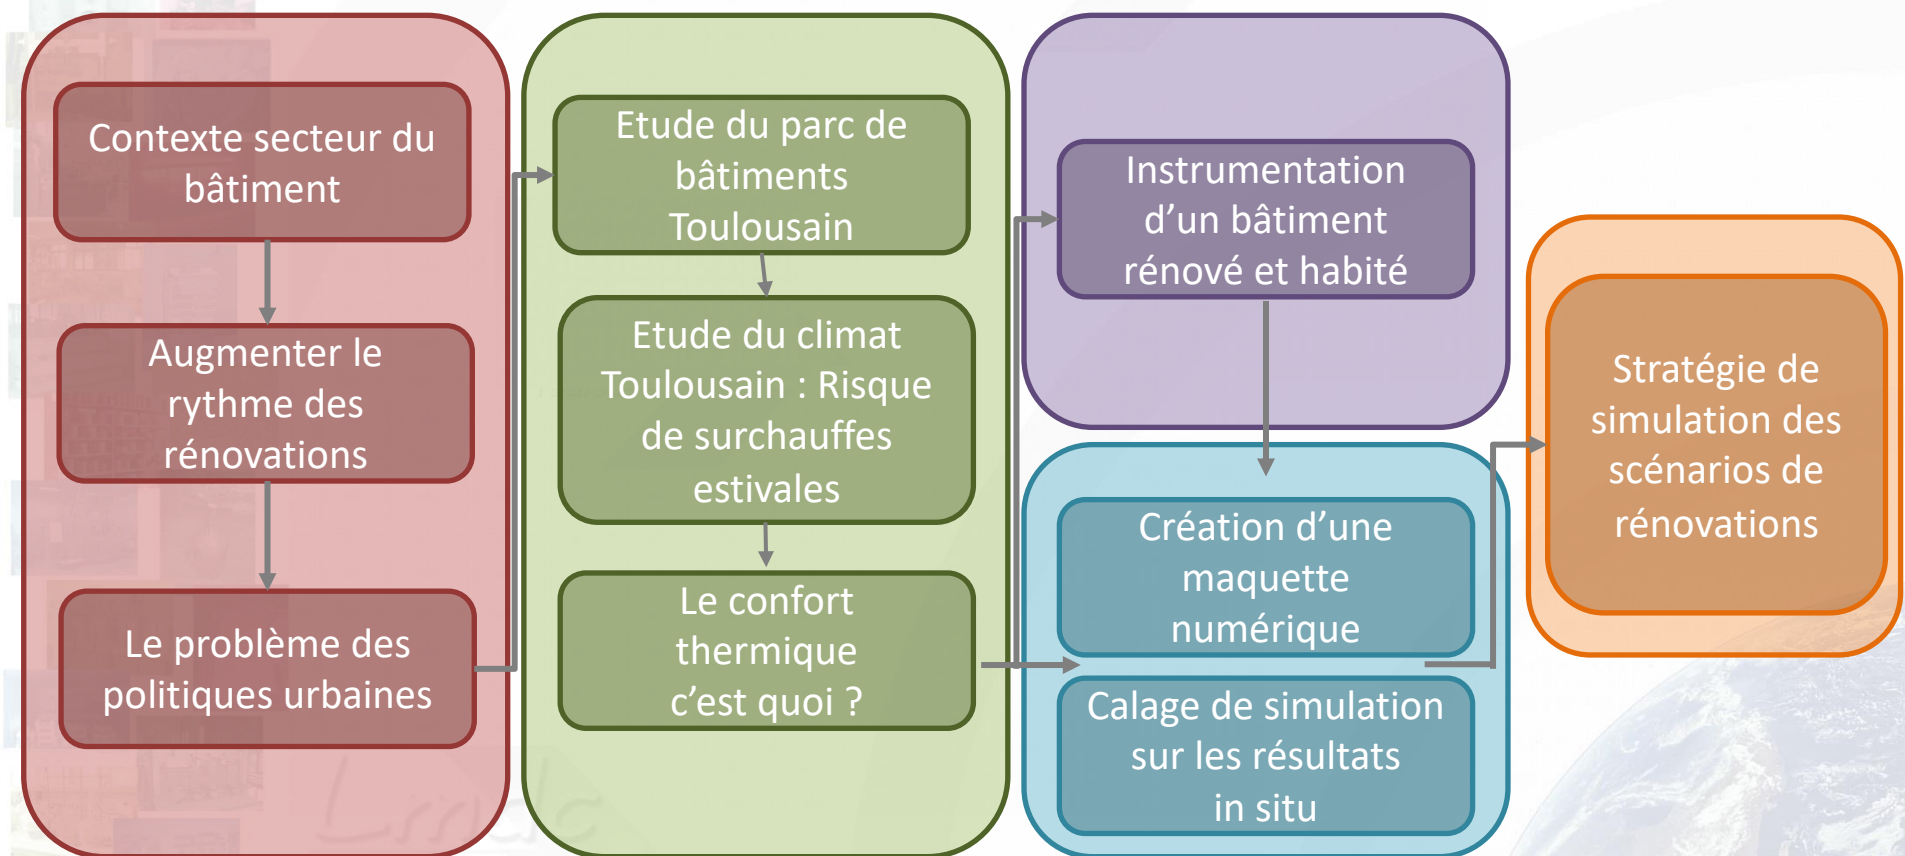 Contexte secteur du
bâtiment
Augmenter le
rythme des
rénovations
Le problème des
politiques urbaines
Etude du parc de
bâtiments
Toulousain
Etude du climat
Toulousain : Risque
de surchauffes
estivales
Le confort
thermique
c’est quoi ?
Instrumentation
d’un bâtiment
rénové et habité
Création d’une
maquette
numérique
Calage de simulation
sur les résultats
in situ
Stratégie de
simulation des
scénarios de
rénovations
Lmdc